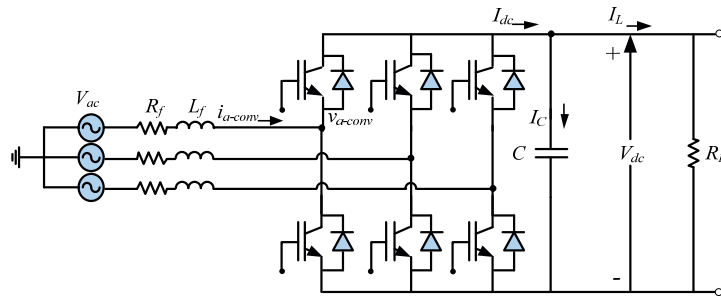 I_dc
I_L
+
V_ac
R_f
L_f
i_a-conv
v_a-conv
I_C
C
V_dc
-